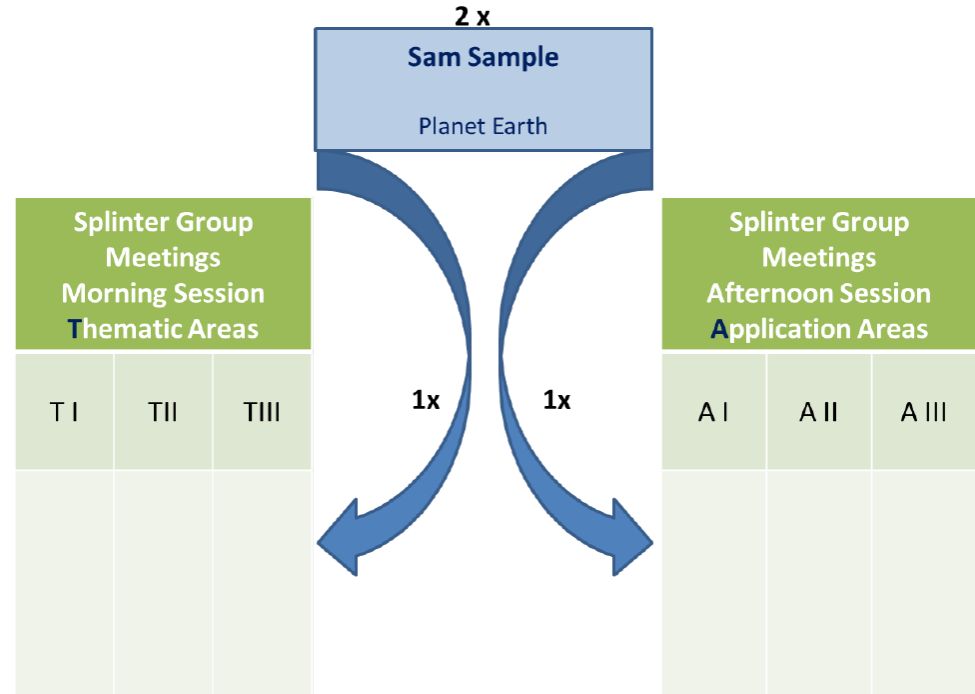 2 x
Sam Sample
Planet Earth
Splinter Group
Meetings
Morning Session
Thematic Areas
T I TII TIII
1x 1x
Splinter Group
Meetings
Afternoon Session
Application Areas
A I A II A III